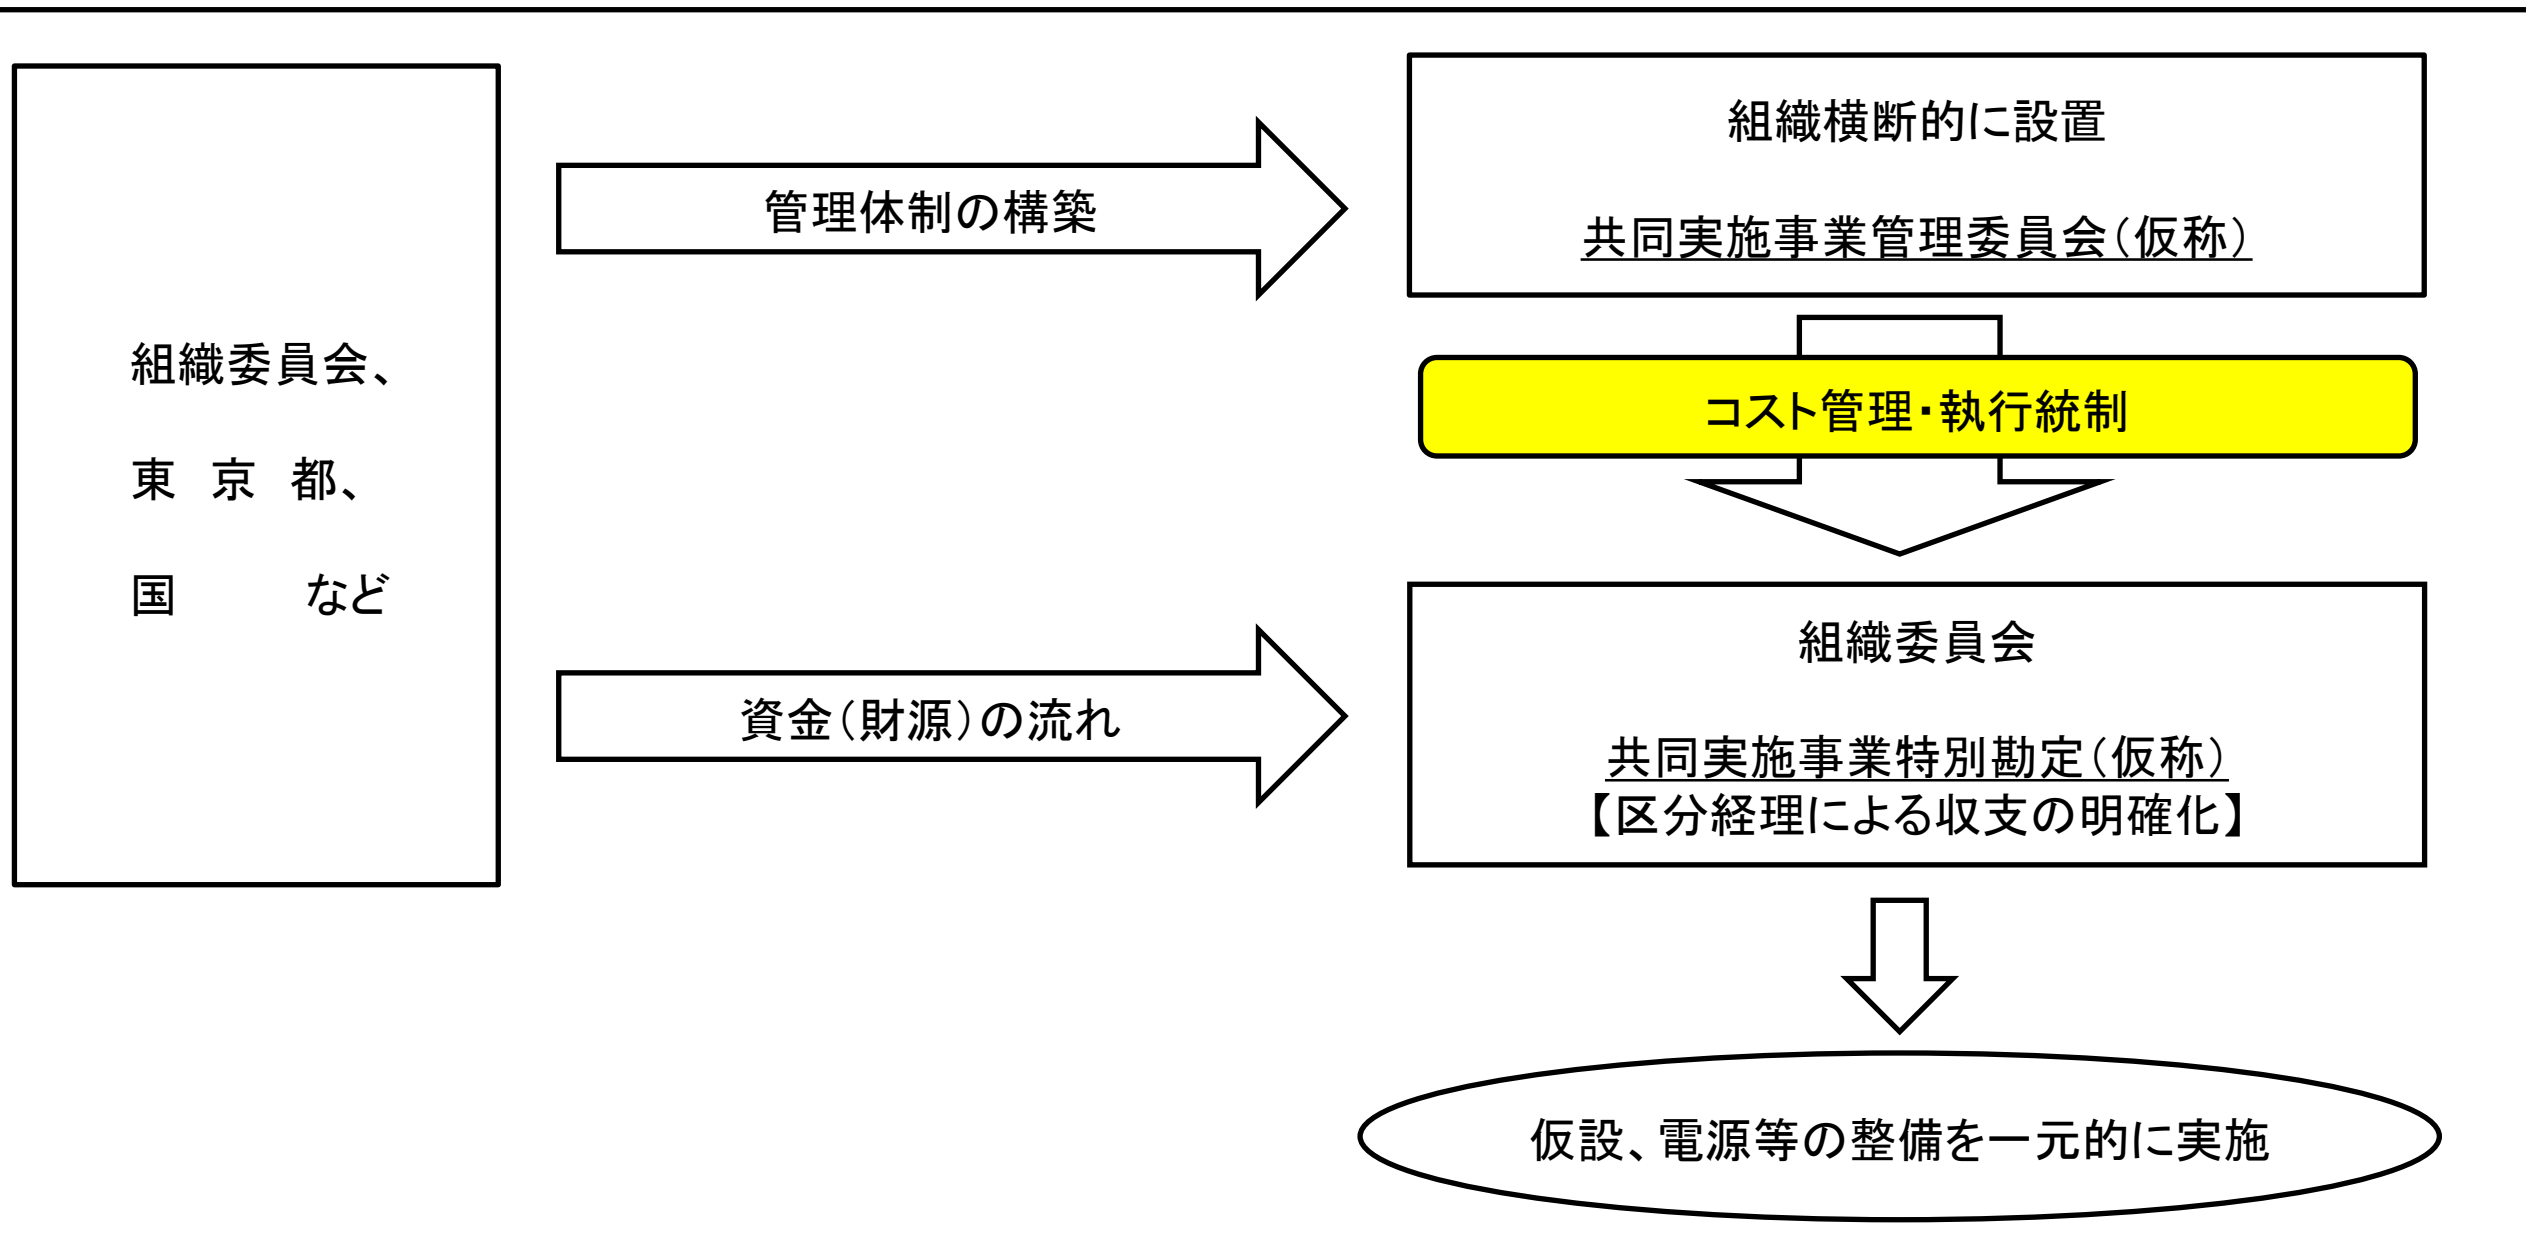 組織委員会、
東　京　都、
国　　　など
管理体制の構築
組織横断的に設置
共同実施事業管理委員会（仮称）
コスト管理・執行統制
資金（財源）の流れ
組織委員会
共同実施事業特別勘定（仮称）
【区分経理による収支の明確化】
仮設、電源等の整備を一元的に実施